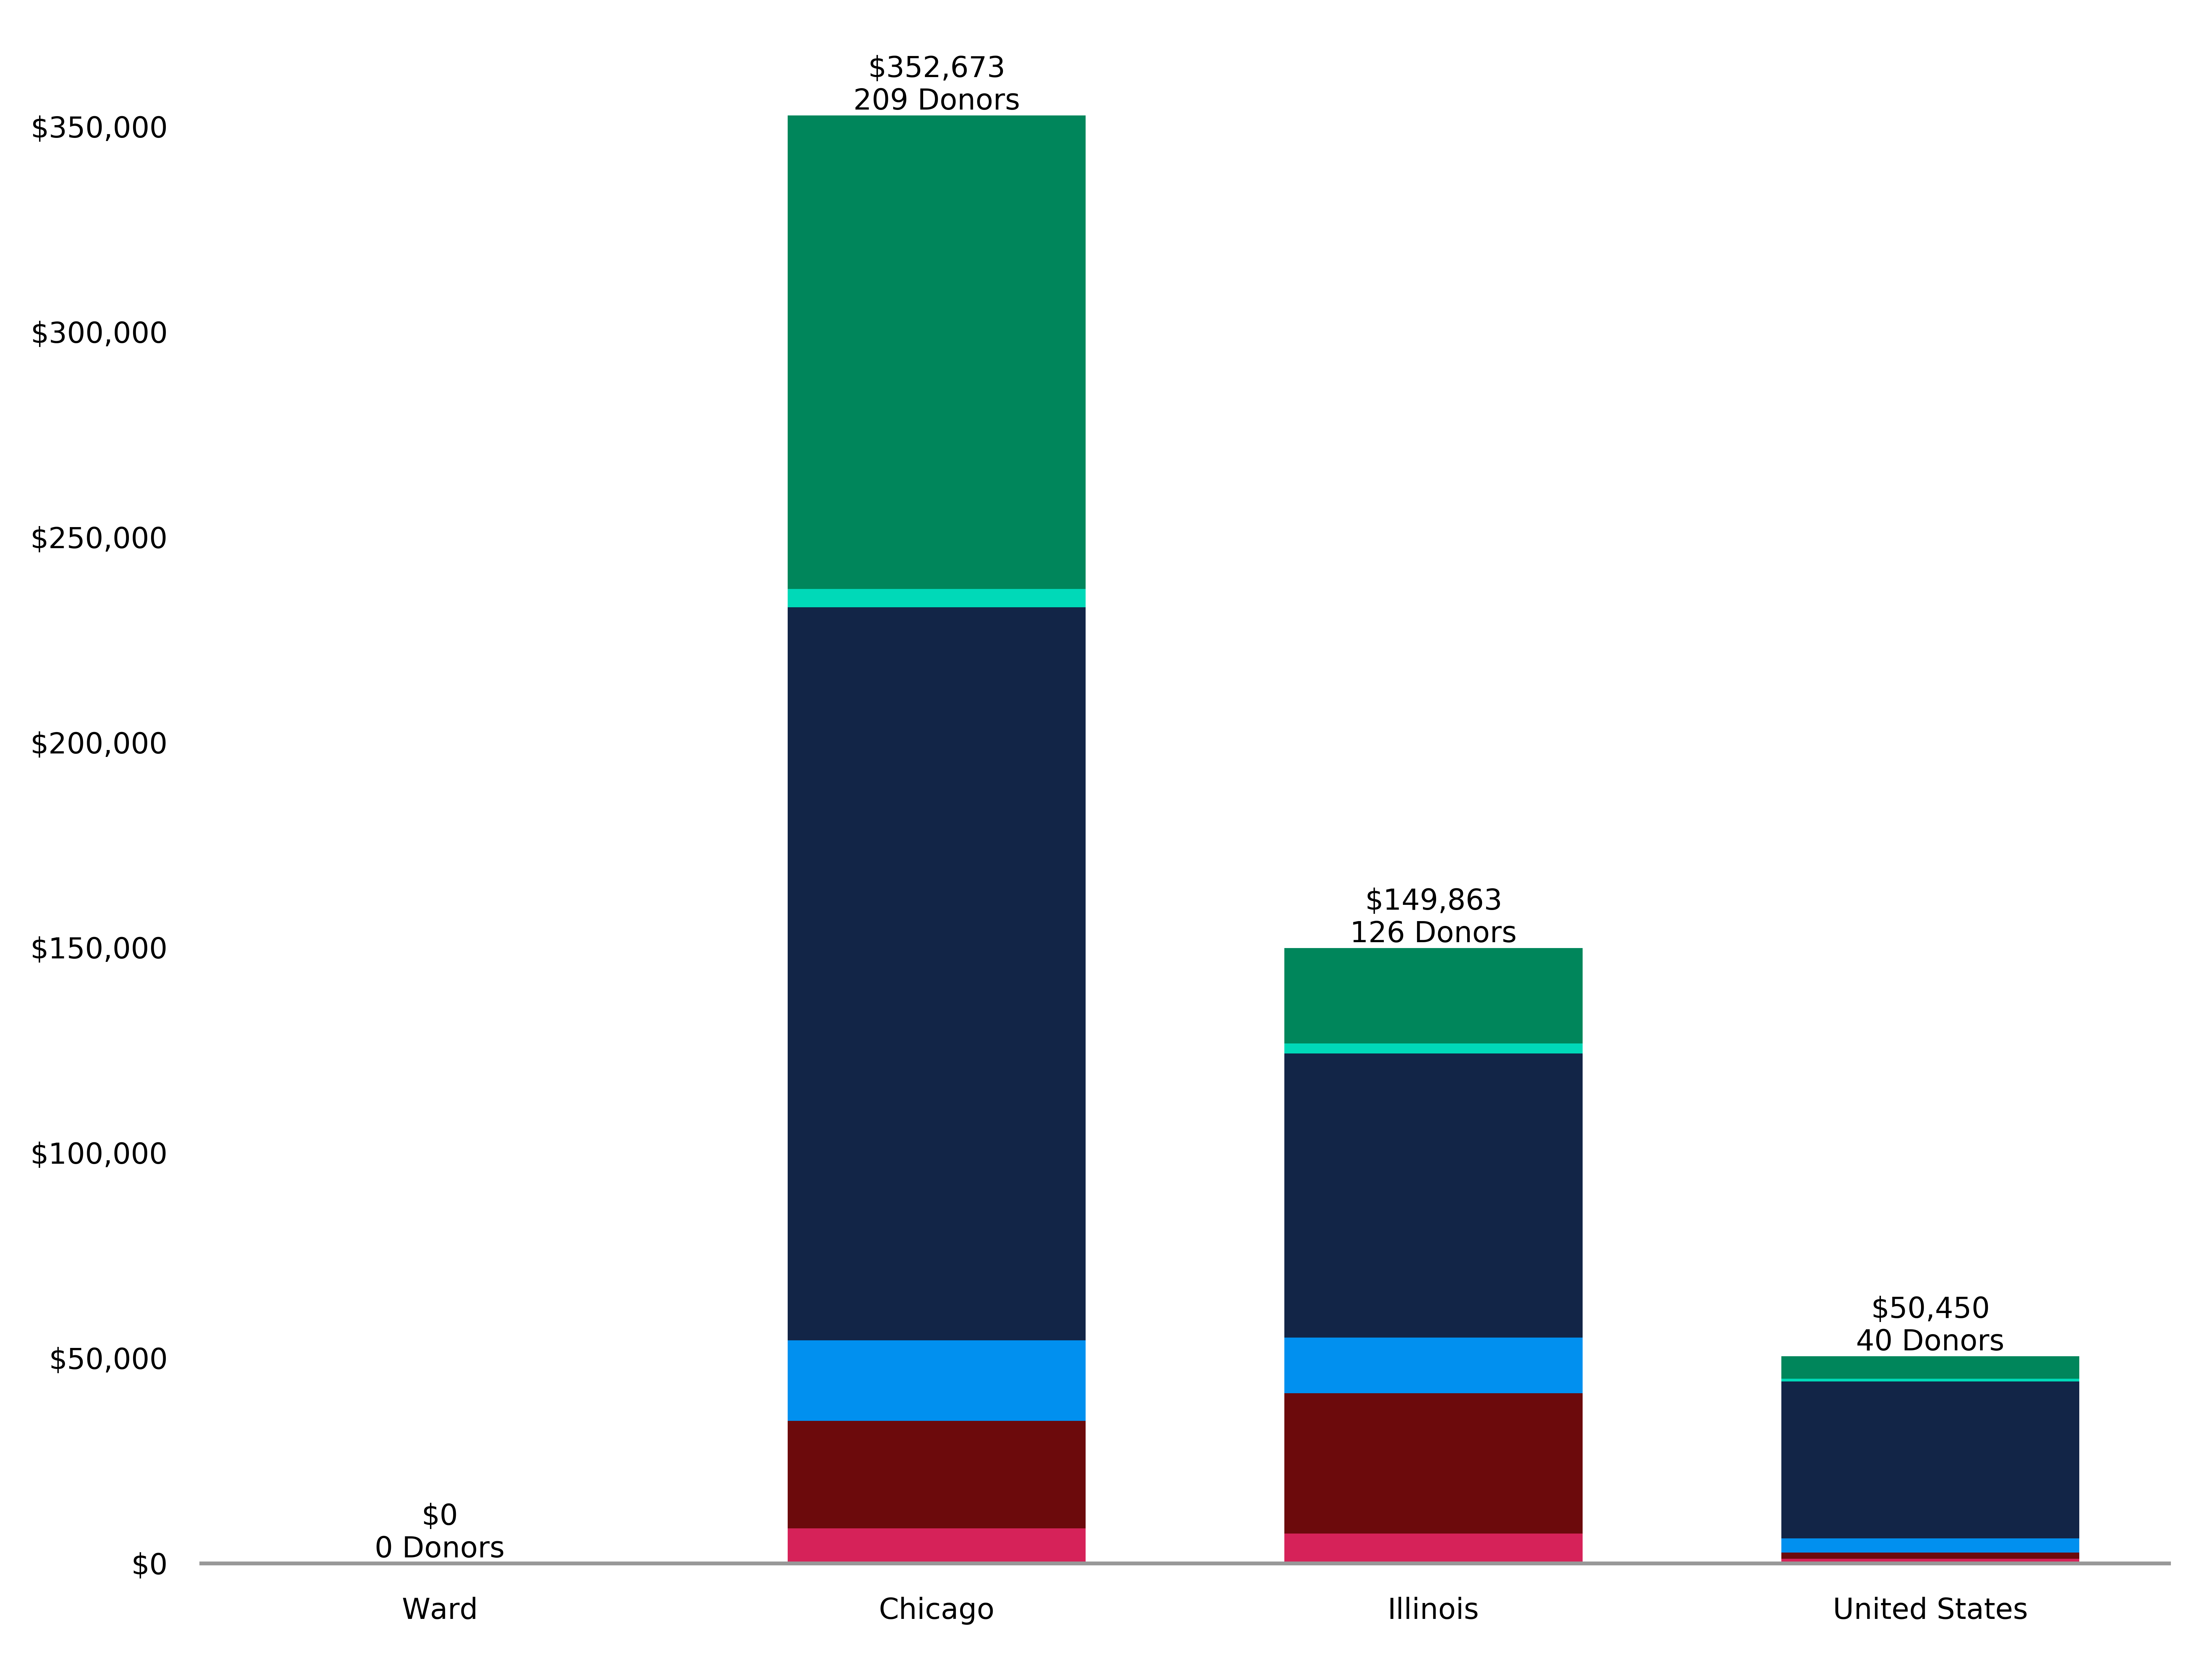 $352,673
209 Donors
$350,000
$300,000
$250,000
$200,000
$149,863
126 Donors
$150,000
$100,000
$50,450
40 Donors
$50,000
$0
0 Donors
$0
Ward
Chicago
Illinois
United States